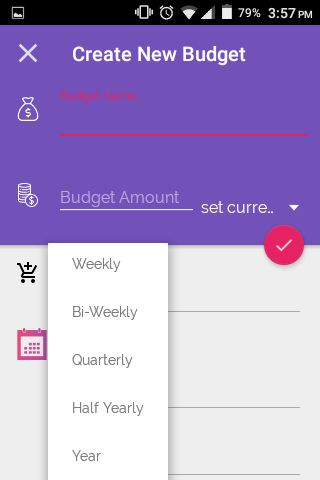 79% 3:57 PM
Create New Budget
Budget Name
Budget Amount
set curre...
Weekly
Bi-Weekly
Quarterly
Half Yearly
Year